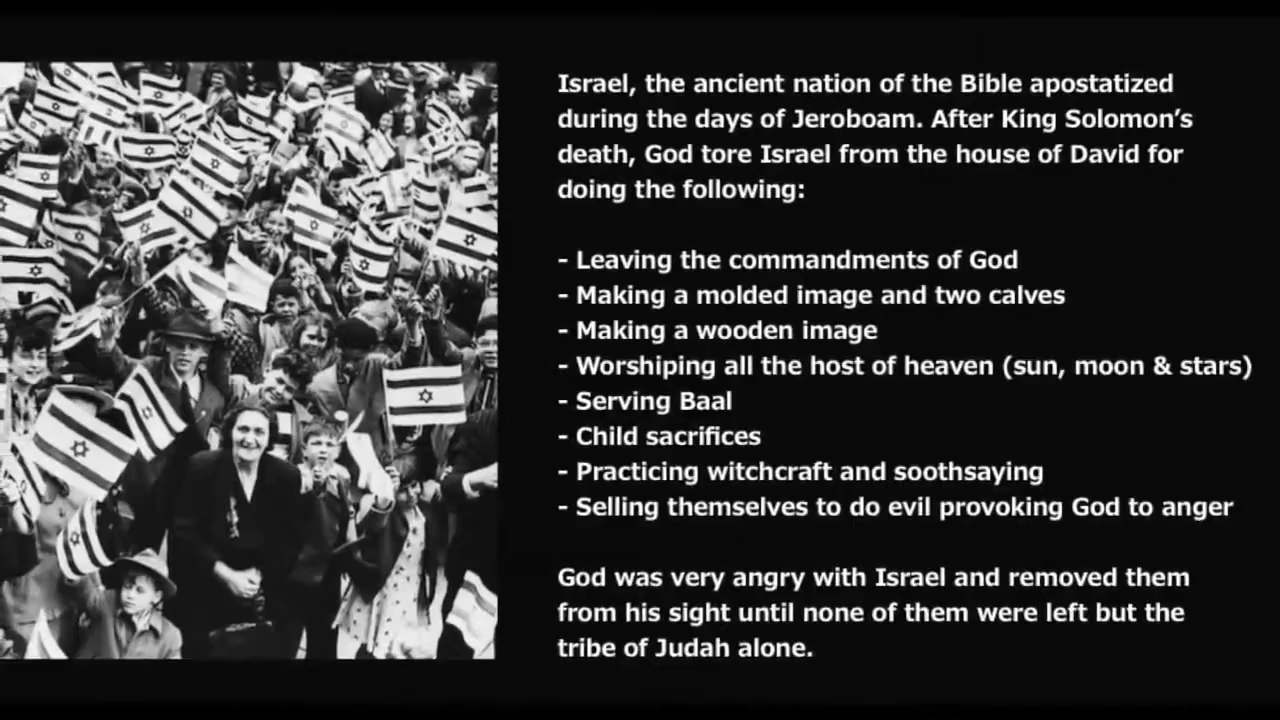 Israel, the ancient nation of the Bible apostatized
during the days of Jeroboam. After King Solomon’s
death, God tore Israel from the house of David for
doing the following:
- Leaving the commandments of God
- Making a molded image and two calves
- Making a wooden image
- Worshiping all the host of heaven (sun, moon & stars)
- Serving Baal
- Child sacrifices
- Practicing witchcraft and soothsaying
- Selling themselves to do evil provoking God to anger
God was very angry with Israel and removed them
from his sight until none of them were left but the
tribe of Judah alone.